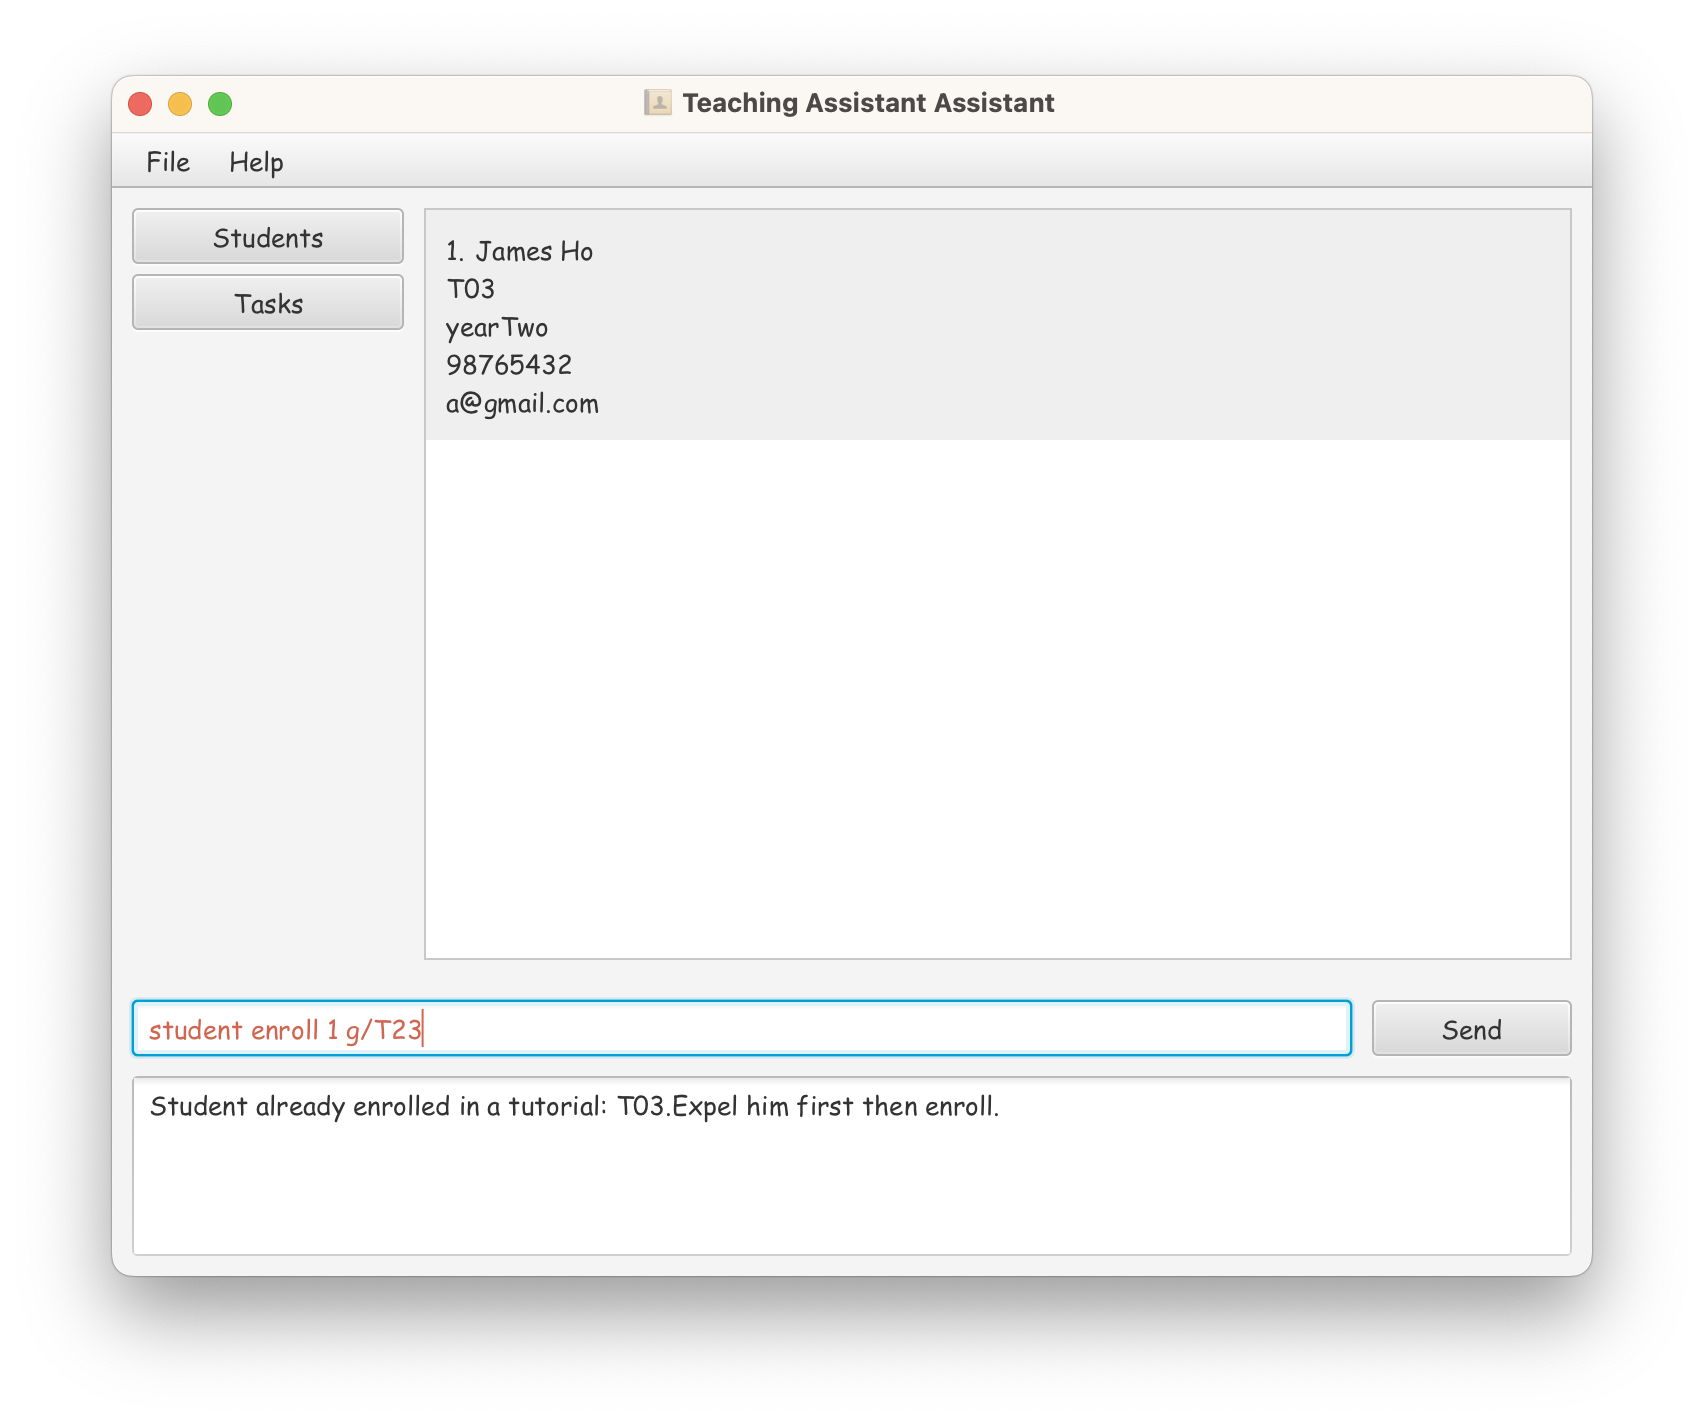 Teaching Assistant Assistant
File Help
Students
Tasks
1. James Ho
T03
yearTwo
98765432
a@gmail.com
student enroll 1 g/T23
Send
Student already enrolled in a tutorial: T03.Expel him first then enroll.